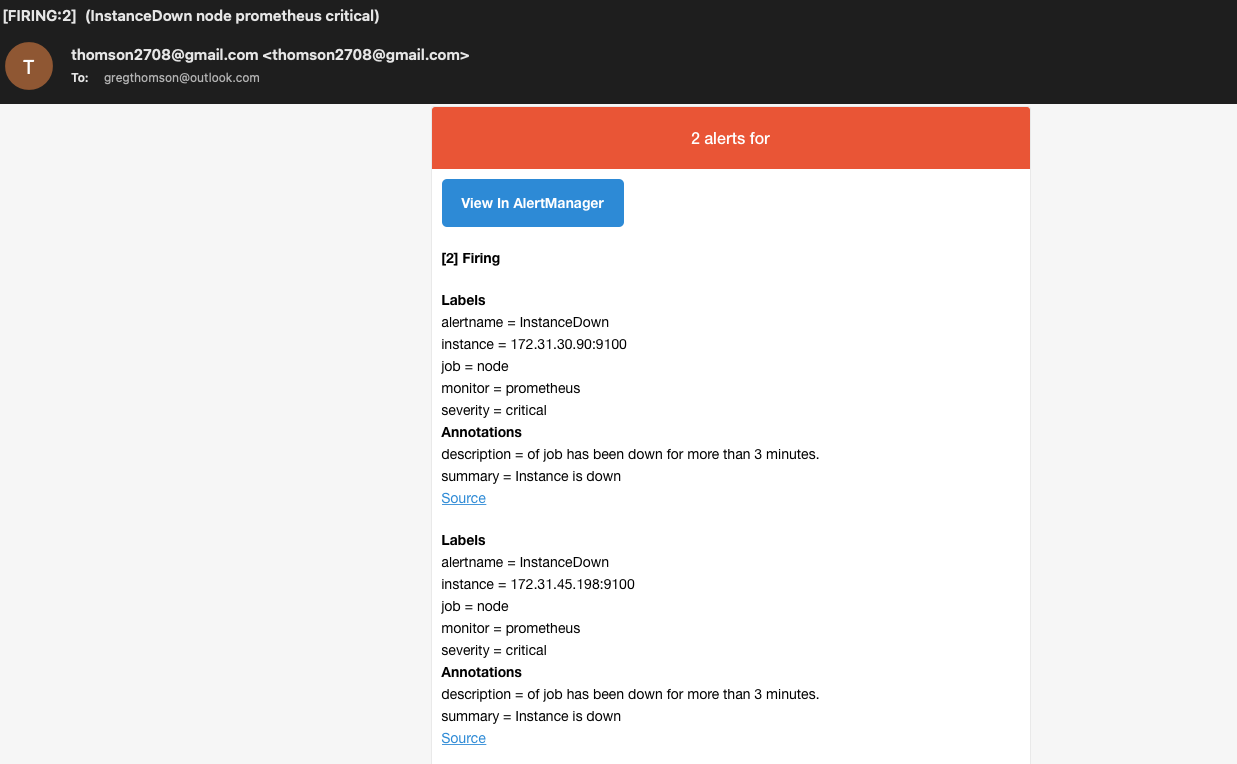 [FIRING:2] (InstanceDown node prometheus critical)
T
thomson2708@gmail.com <thomson2708@gmail.com>
To: gregthomson@outlook.com
2 alerts for
View In AlertManager
[2] Firing
Labels
alertname = InstanceDown
instance = 172.31.30.90:9100
job = node
monitor = prometheus
severity = critical
Annotations
description = of job has been down for more than 3 minutes.
summary = Instance is down
Source
Labels
alertname = InstanceDown
instance = 172.31.45.198:9100
job = node
monitor = prometheus
severity = critical
Annotations
description = of job has been down for more than 3 minutes.
summary = Instance is down
Source